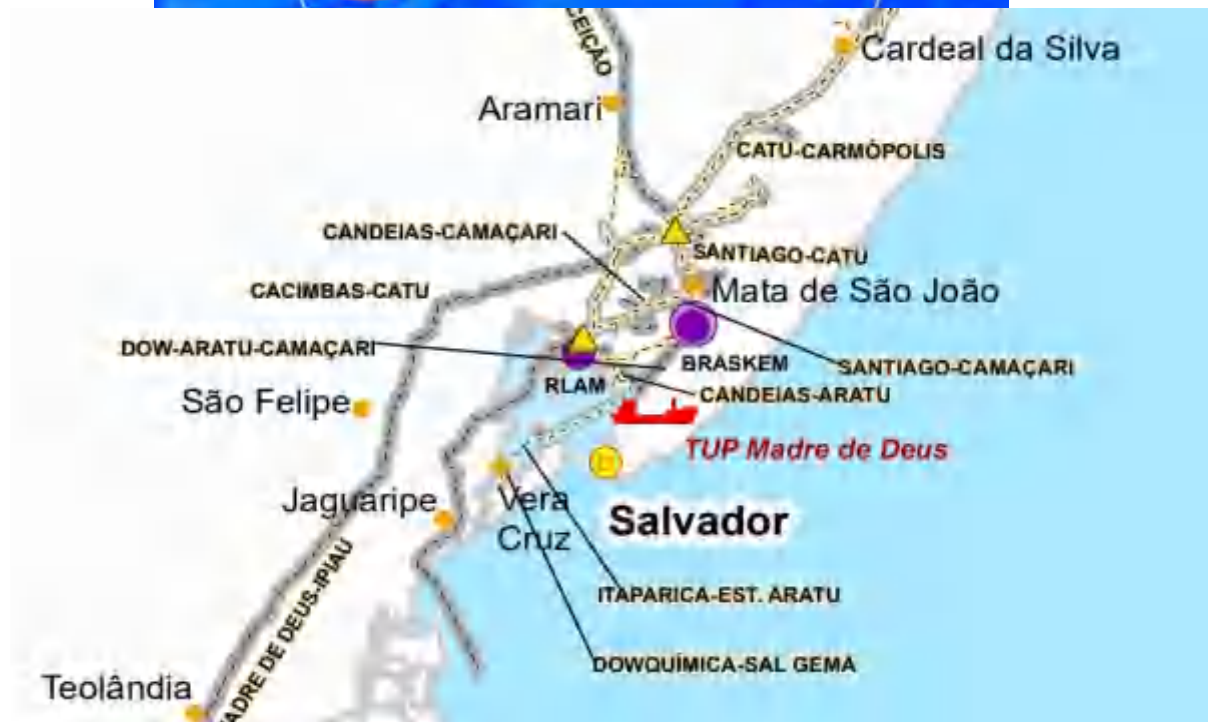 CEIÇÃO
Cardeal da Silva
Aramari
CATU-CARMÓPOLIS
CANDEIAS-CAMAÇARI
SANTIAGO-CATU
CACIMBAS-CATU
Mata de São João
DOW-ARATU-CAMAÇARI
BRASKEM
SANTIAGO-CAMAÇARI
RLAM
CANDEIAS-ARATU
São Felipe
TUP Madre de Deus
Jaguaripe
Vera
Cruz
Salvador
ITAPARICA-EST. ARATU
DOWQUÍMICA-SAL GEMA
MADRE DE DEUS-IPIAU
Teolândia